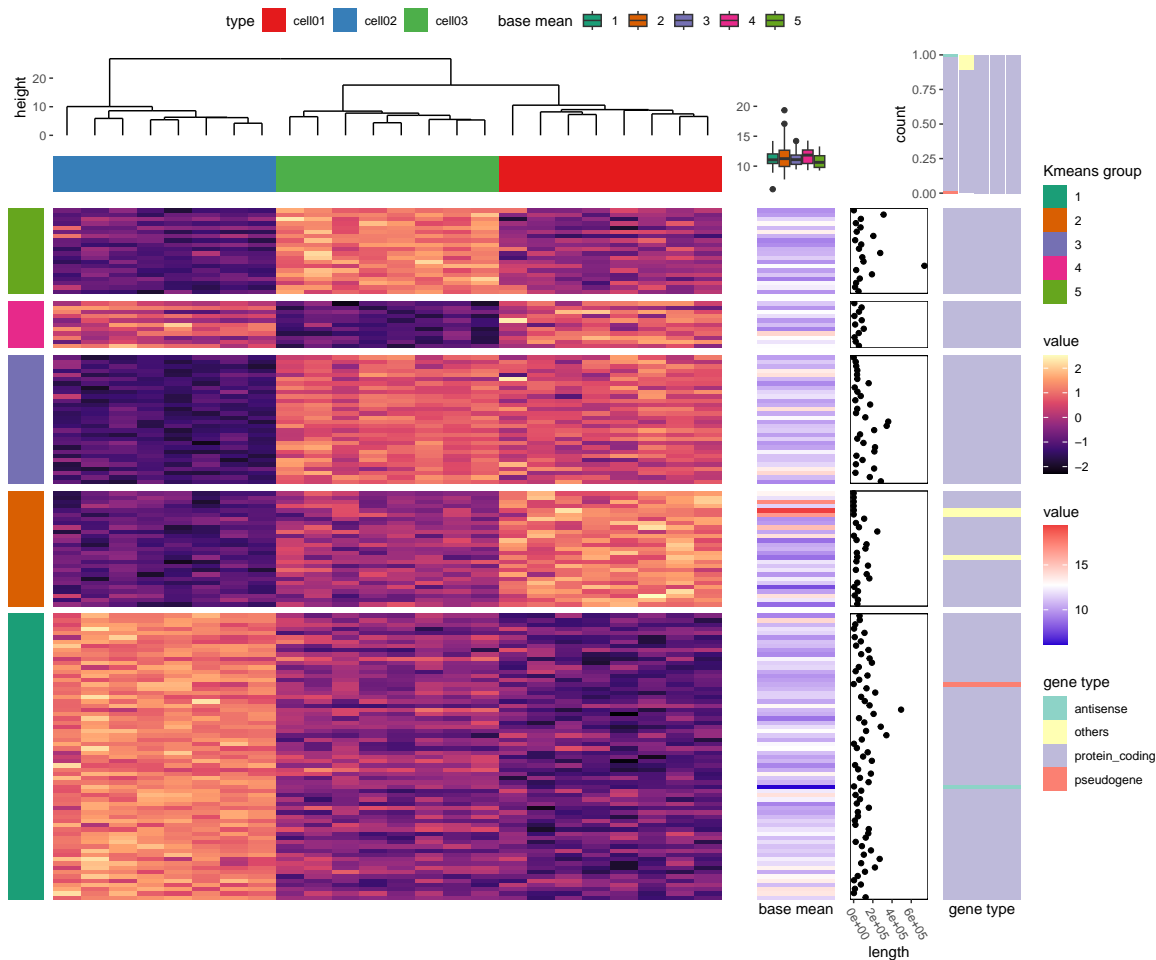 type cell01 cell02 cell03 base mean 1 2 3 4 5
height
20
10
0
20
15
10
count
1.00
0.75
0.50
0.25
0.00
Kmeans group
1
2
3
4
5
value
2
1
0
−1
−2
value
15
10
gene type
antisense
others
protein_coding
pseudogene
base mean
0e+00 2e+05 4e+05 6e+05
length
gene type